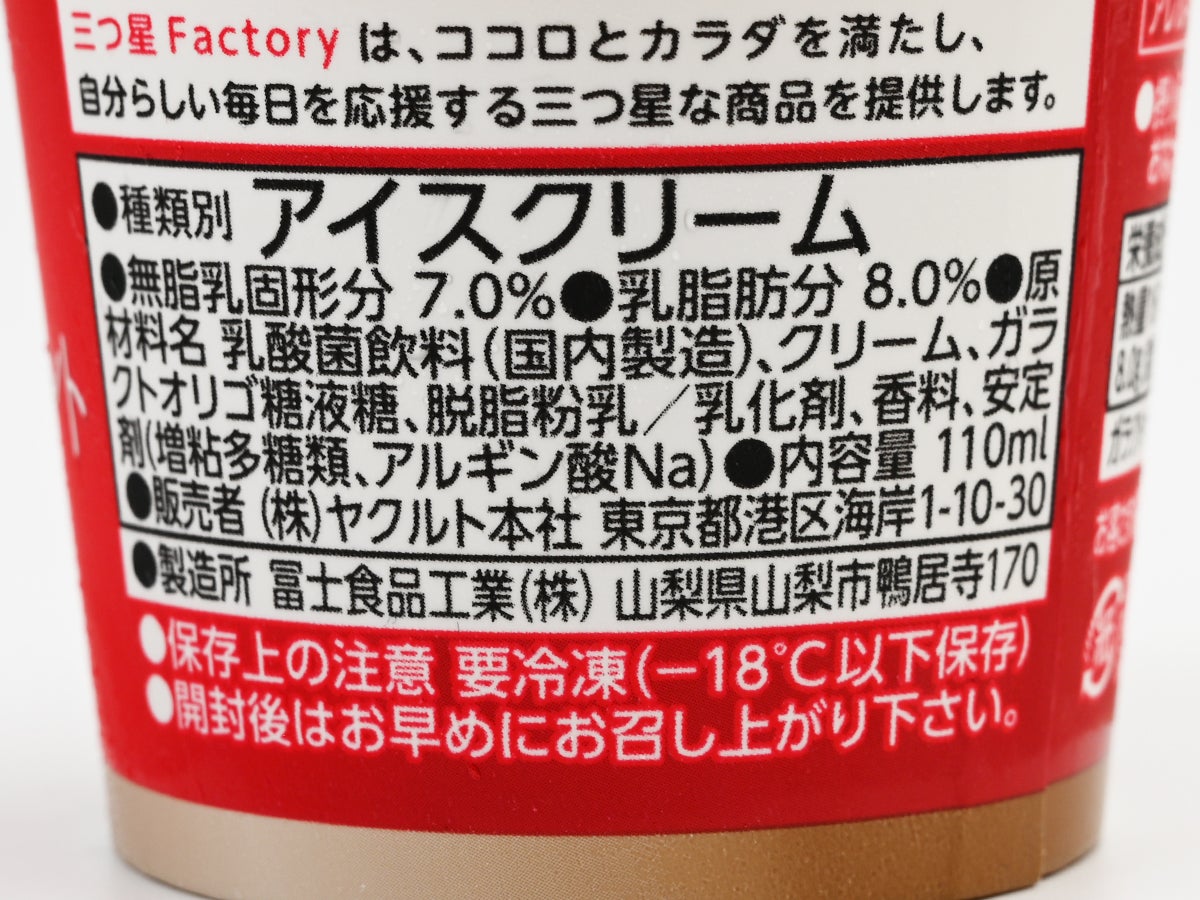 三つ星 Factory は、ココロとカラダを満たし、
自分らしい毎日を応援する三つ星な商品を提供します。
●種類別 アイスクリーム
●無脂乳固形分 7.0%●乳脂肪分 8.0%●原
材料名 乳酸菌飲料(国内製造)、クリーム、ガラ
クトオリゴ糖液糖、脱脂粉乳／乳化剤、香料、安定
剤(増粘多糖類、アルギン酸Na)●内容量 110ml
●販売者 (株)ヤクルト本社 東京都港区海岸1-10-30
●製造所 冨士食品工業(株) 山梨県山梨市鴨居寺170
●保存上の注意 要冷凍(−18℃以下保存)
●開封後はお早めにお召し上がり下さい。
ト